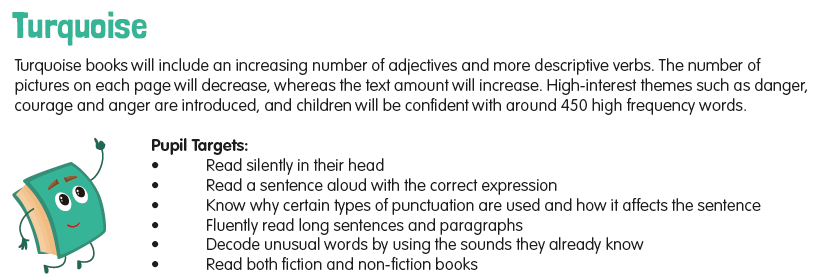 Turquoise
Turquoise books will include an increasing number of adjectives and more descriptive verbs. The number of
pictures on each page will decrease, whereas the text amount will increase. High-interest themes such as danger,
courage and anger are introduced, and children will be confident with around 450 high frequency words.
Pupil Targets:
• Read silently in their head
• Read a sentence aloud with the correct expression
• Know why certain types of punctuation are used and how it affects the sentence
• Fluently read long sentences and paragraphs
• Decode unusual words by using the sounds they already know
• Read both fiction and non-fiction books